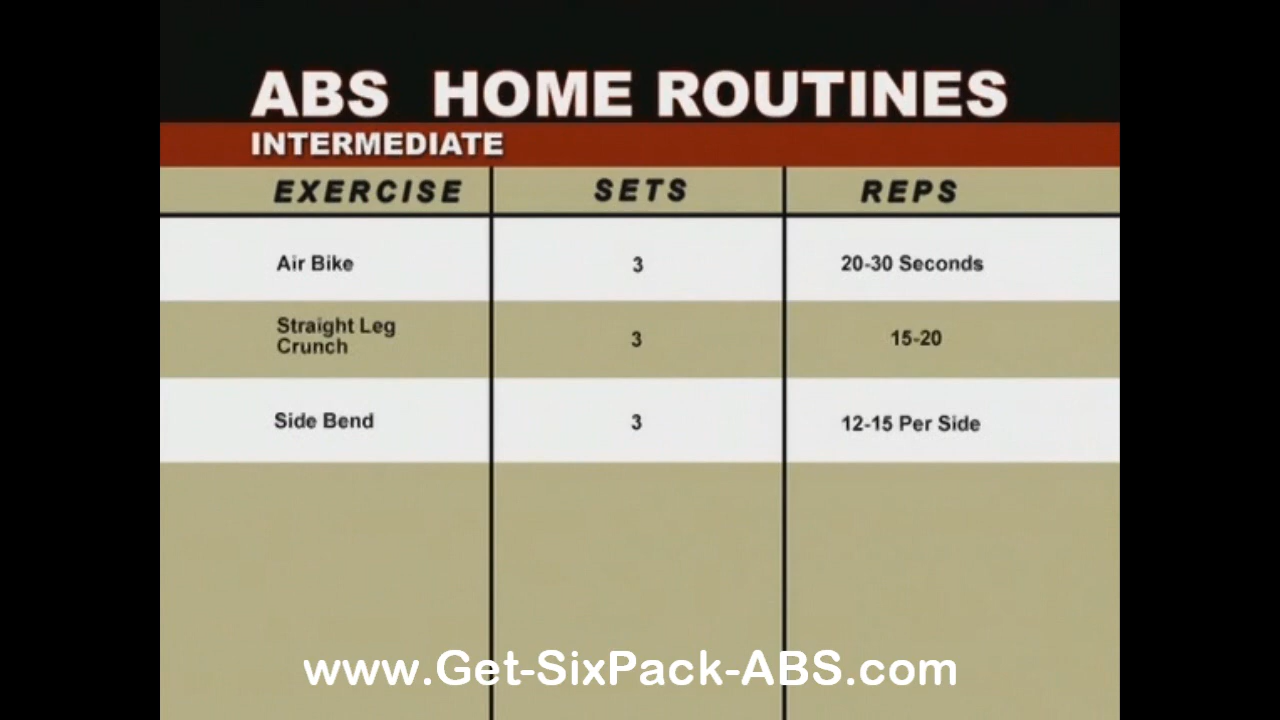 ABS HOME ROUTINES
INTERMEDIATE
EXERCISE SETS REPS
Air Bike 3 20-30 Seconds
Straight Leg
Crunch 3 15-20
Side Bend 3 12-15 Per Side
www.Get-SixPack-ABS.com